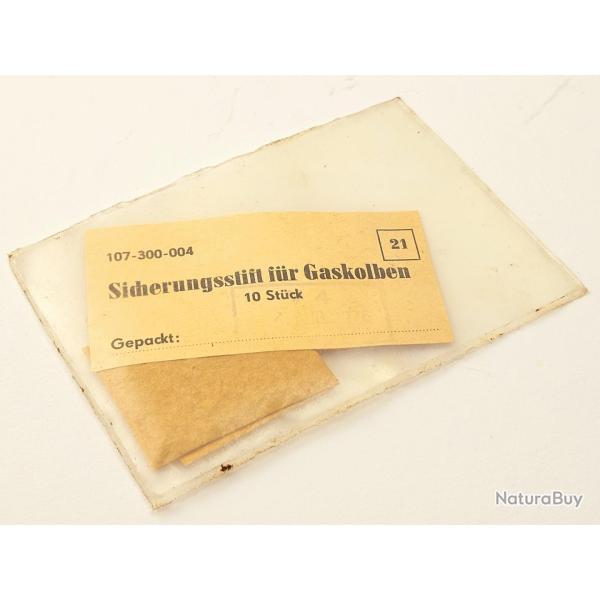 107-300-004
21
Sicherungsstift für Gaskolben
10 Stück
Gepackt:
NaturaBuy